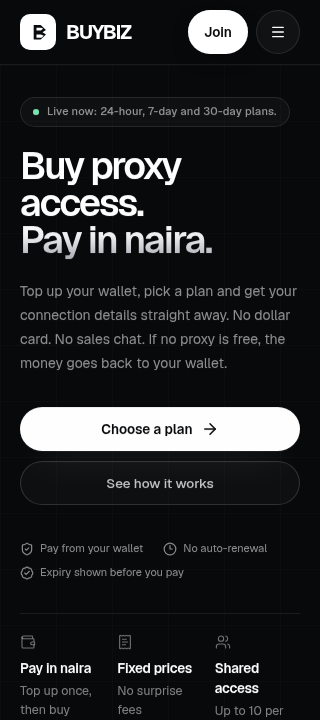 BUYBIZ
Join
Live now: 24-hour, 7-day and 30-day plans.
Buy proxy
access.
Pay in naira.
Top up your wallet, pick a plan and get your
connection details straight away. No dollar
card. No sales chat. If no proxy is free, the
money goes back to your wallet.
Choose a plan
See how it works
Pay from your wallet
No auto-renewal
Expiry shown before you pay
Pay in naira
Top up once,
then buy
Fixed prices
No surprise
fees
Shared
access
Up to 10 per